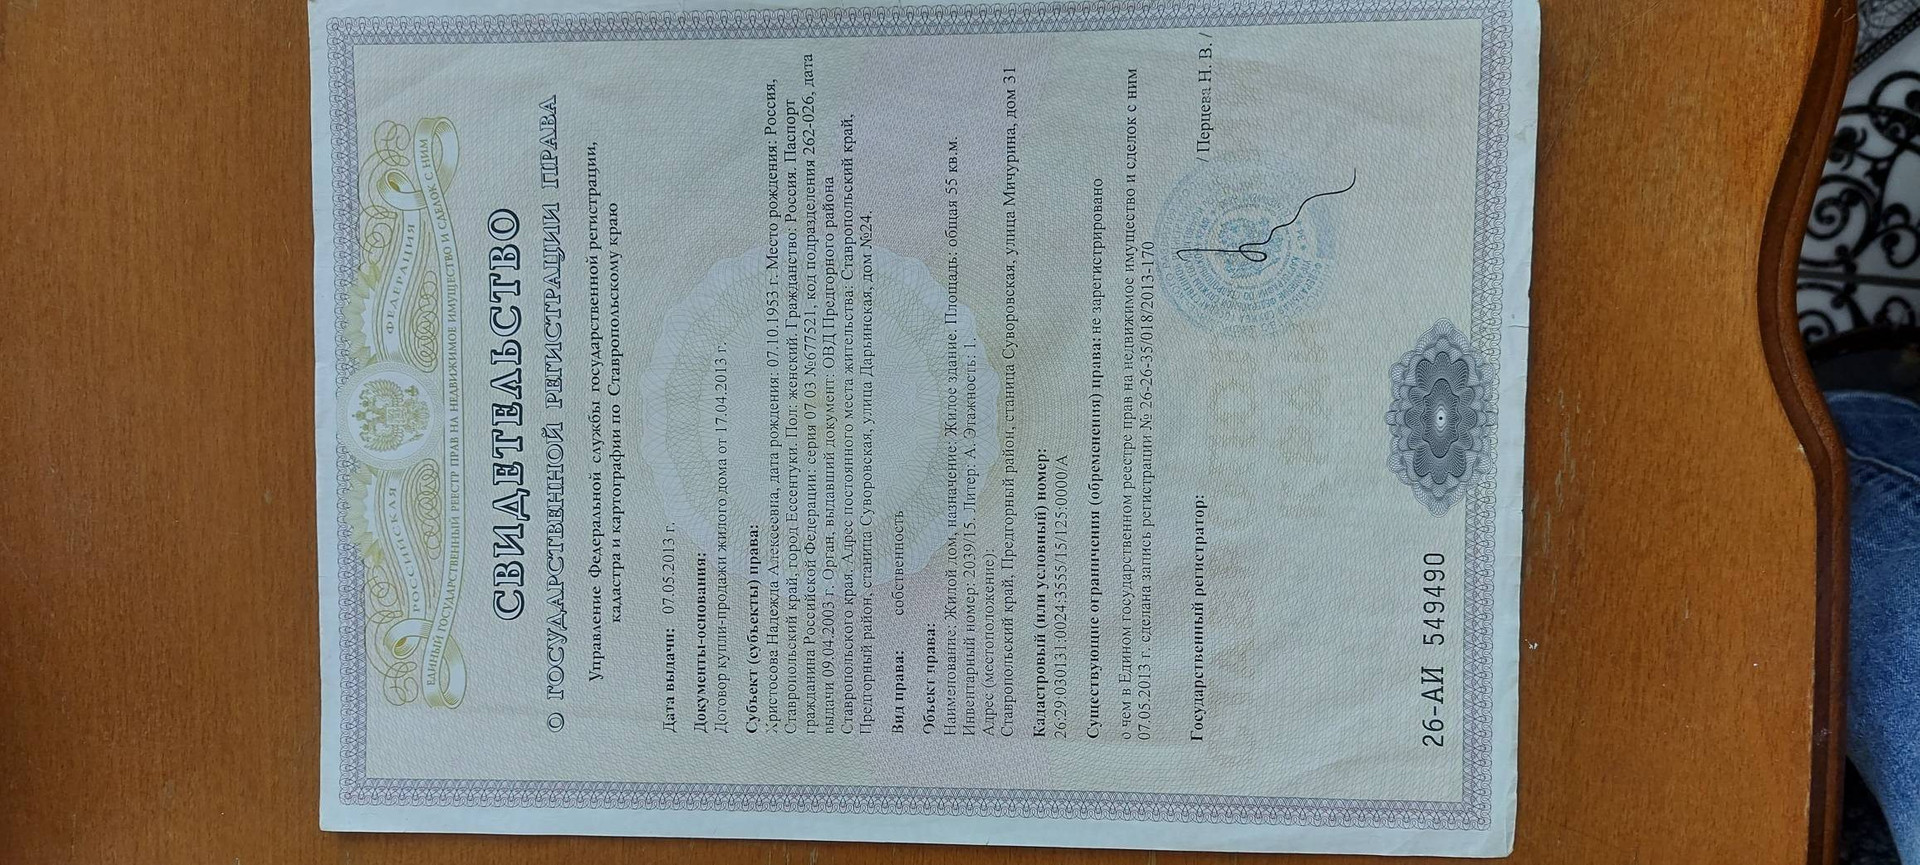 РОССИЙСКАЯ ФЕДЕРАЦИЯ
ЕДИНЫЙ ГОСУДАРСТВЕННЫЙ РЕЕСТР ПРАВ НА НЕДВИЖИМОЕ ИМУЩЕСТВО И СДЕЛОК С НИМ
СВИДЕТЕЛЬСТВО
О ГОСУДАРСТВЕННОЙ РЕГИСТРАЦИИ ПРАВА
Управление Федеральной службы государственной регистрации,
кадастра и картографии по Ставропольскому краю
Дата выдачи: 07.05.2013 г.
Документы-основания:
Договор купли-продажи жилого дома от 17.04.2013 г.
Субъект (субъекты) права:
Христосова Надежда Алексеевна, дата рождения: 07.10.1953 г. Место рождения: Россия,
Ставропольский край, город Ессентуки. Пол: женский. Гражданство: Россия. Паспорт
гражданина Российской Федерации: серия 07 03 №677521, код подразделения 262-026, дата
выдачи 09.04.2003 г. Орган, выдавший документ: ОВД Предгорного района
Ставропольского края. Адрес постоянного места жительства: Ставропольский край,
Предгорный район, станица Суворовская, улица Дарьинская, дом №24.
Вид права: собственность
Объект права:
Наименование: Жилой дом, назначение: Жилое здание. Площадь: общая 55 кв.м.
Инвентарный номер: 2039/15. Литер: А. Этажность: 1.
Адрес (местоположение):
Ставропольский край, Предгорный район, станица Суворовская, улица Мичурина, дом 31
Кадастровый (или условный) номер:
26:29:030131:0024:3555/15/125:0000/А
Существующие ограничения (обременения) права: не зарегистрировано
о чем в Едином государственном реестре прав на недвижимое имущество и сделок с ним
07.05.2013 г. сделана запись регистрации № 26-26-35/018/2013-170
Государственный регистратор: / Перцева Н. В. /
26-АИ 549490